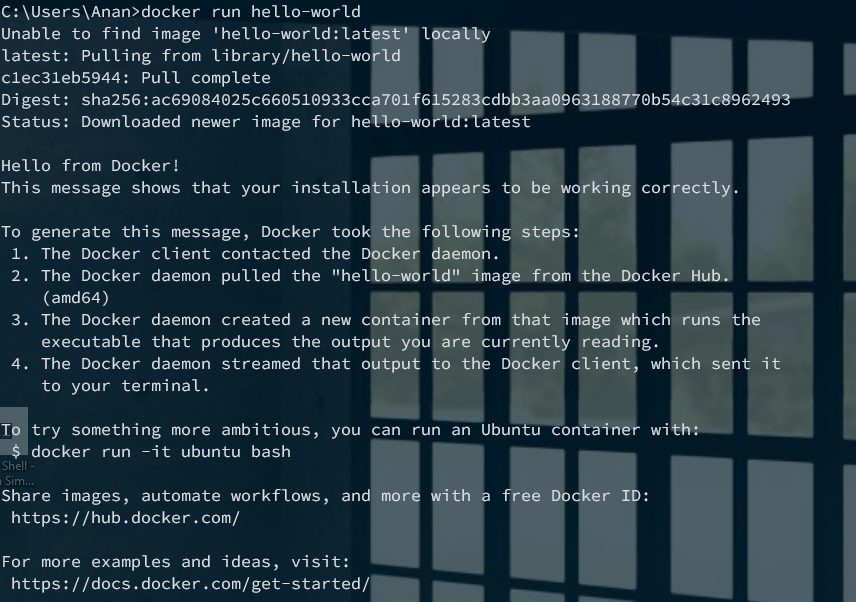 C:\Users\Anan>docker run hello-world
Unable to find image 'hello-world:latest' locally
latest: Pulling from library/hello-world
c1ec31eb5944: Pull complete
Digest: sha256:ac69084025c660510933cca701f615283cdbb3aa0963188770b54c31c8962493
Status: Downloaded newer image for hello-world:latest

Hello from Docker!
This message shows that your installation appears to be working correctly.

To generate this message, Docker took the following steps:
 1. The Docker client contacted the Docker daemon.
 2. The Docker daemon pulled the "hello-world" image from the Docker Hub.
    (amd64)
 3. The Docker daemon created a new container from that image which runs the
    executable that produces the output you are currently reading.
 4. The Docker daemon streamed that output to the Docker client, which sent it
    to your terminal.

To try something more ambitious, you can run an Ubuntu container with:
 $ docker run -it ubuntu bash
Shell -
Sim...

Share images, automate workflows, and more with a free Docker ID:
 https://hub.docker.com/

For more examples and ideas, visit:
 https://docs.docker.com/get-started/